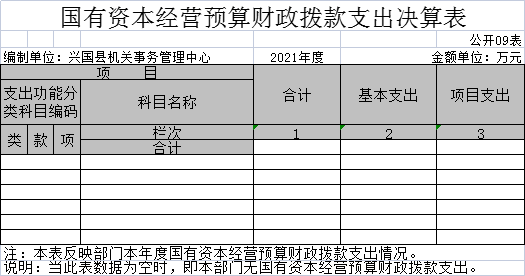 国有资本经营预算财政拨款支出决算表
公开09表
编制单位：兴国县机关事务管理中心 2021年度 金额单位：万元
项 目
支出功能分类科目编码 科目名称 合计 基本支出 项目支出
类 款 项 栏次 1 2 3
合计
注：本表反映部门本年度国有资本经营预算财政拨款支出情况。
说明：当此表数据为空时，即本部门无国有资本经营预算财政拨款支出。